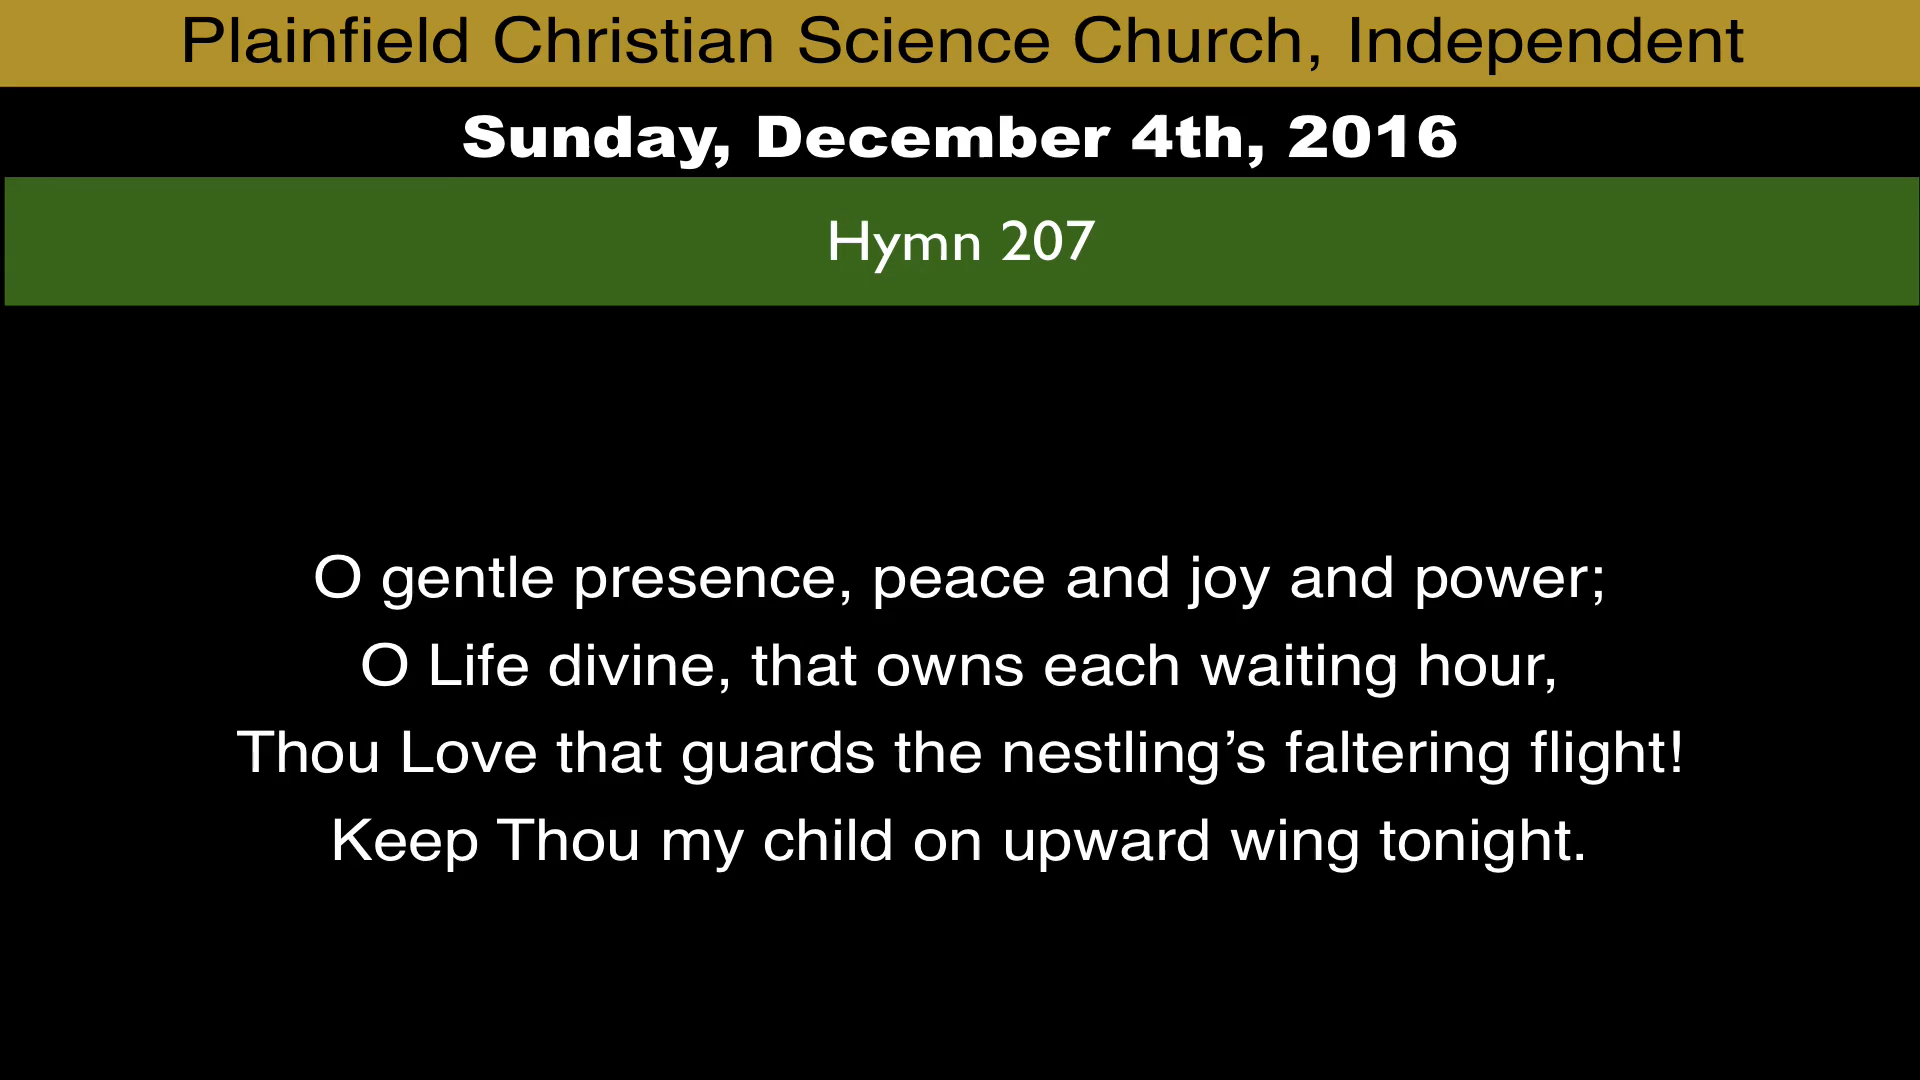 Plainfield Christian Science Church, Independent
Sunday, December 4th, 2016
Hymn 207
O gentle presence, peace and joy and power;
O Life divine, that owns each waiting hour,
Thou Love that guards the nestling’s faltering flight!
Keep Thou my child on upward wing tonight.